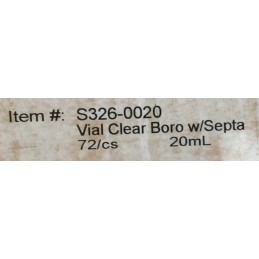 Item #: S326-0020
Vial Clear Boro w/Septa
72/cs 20mL